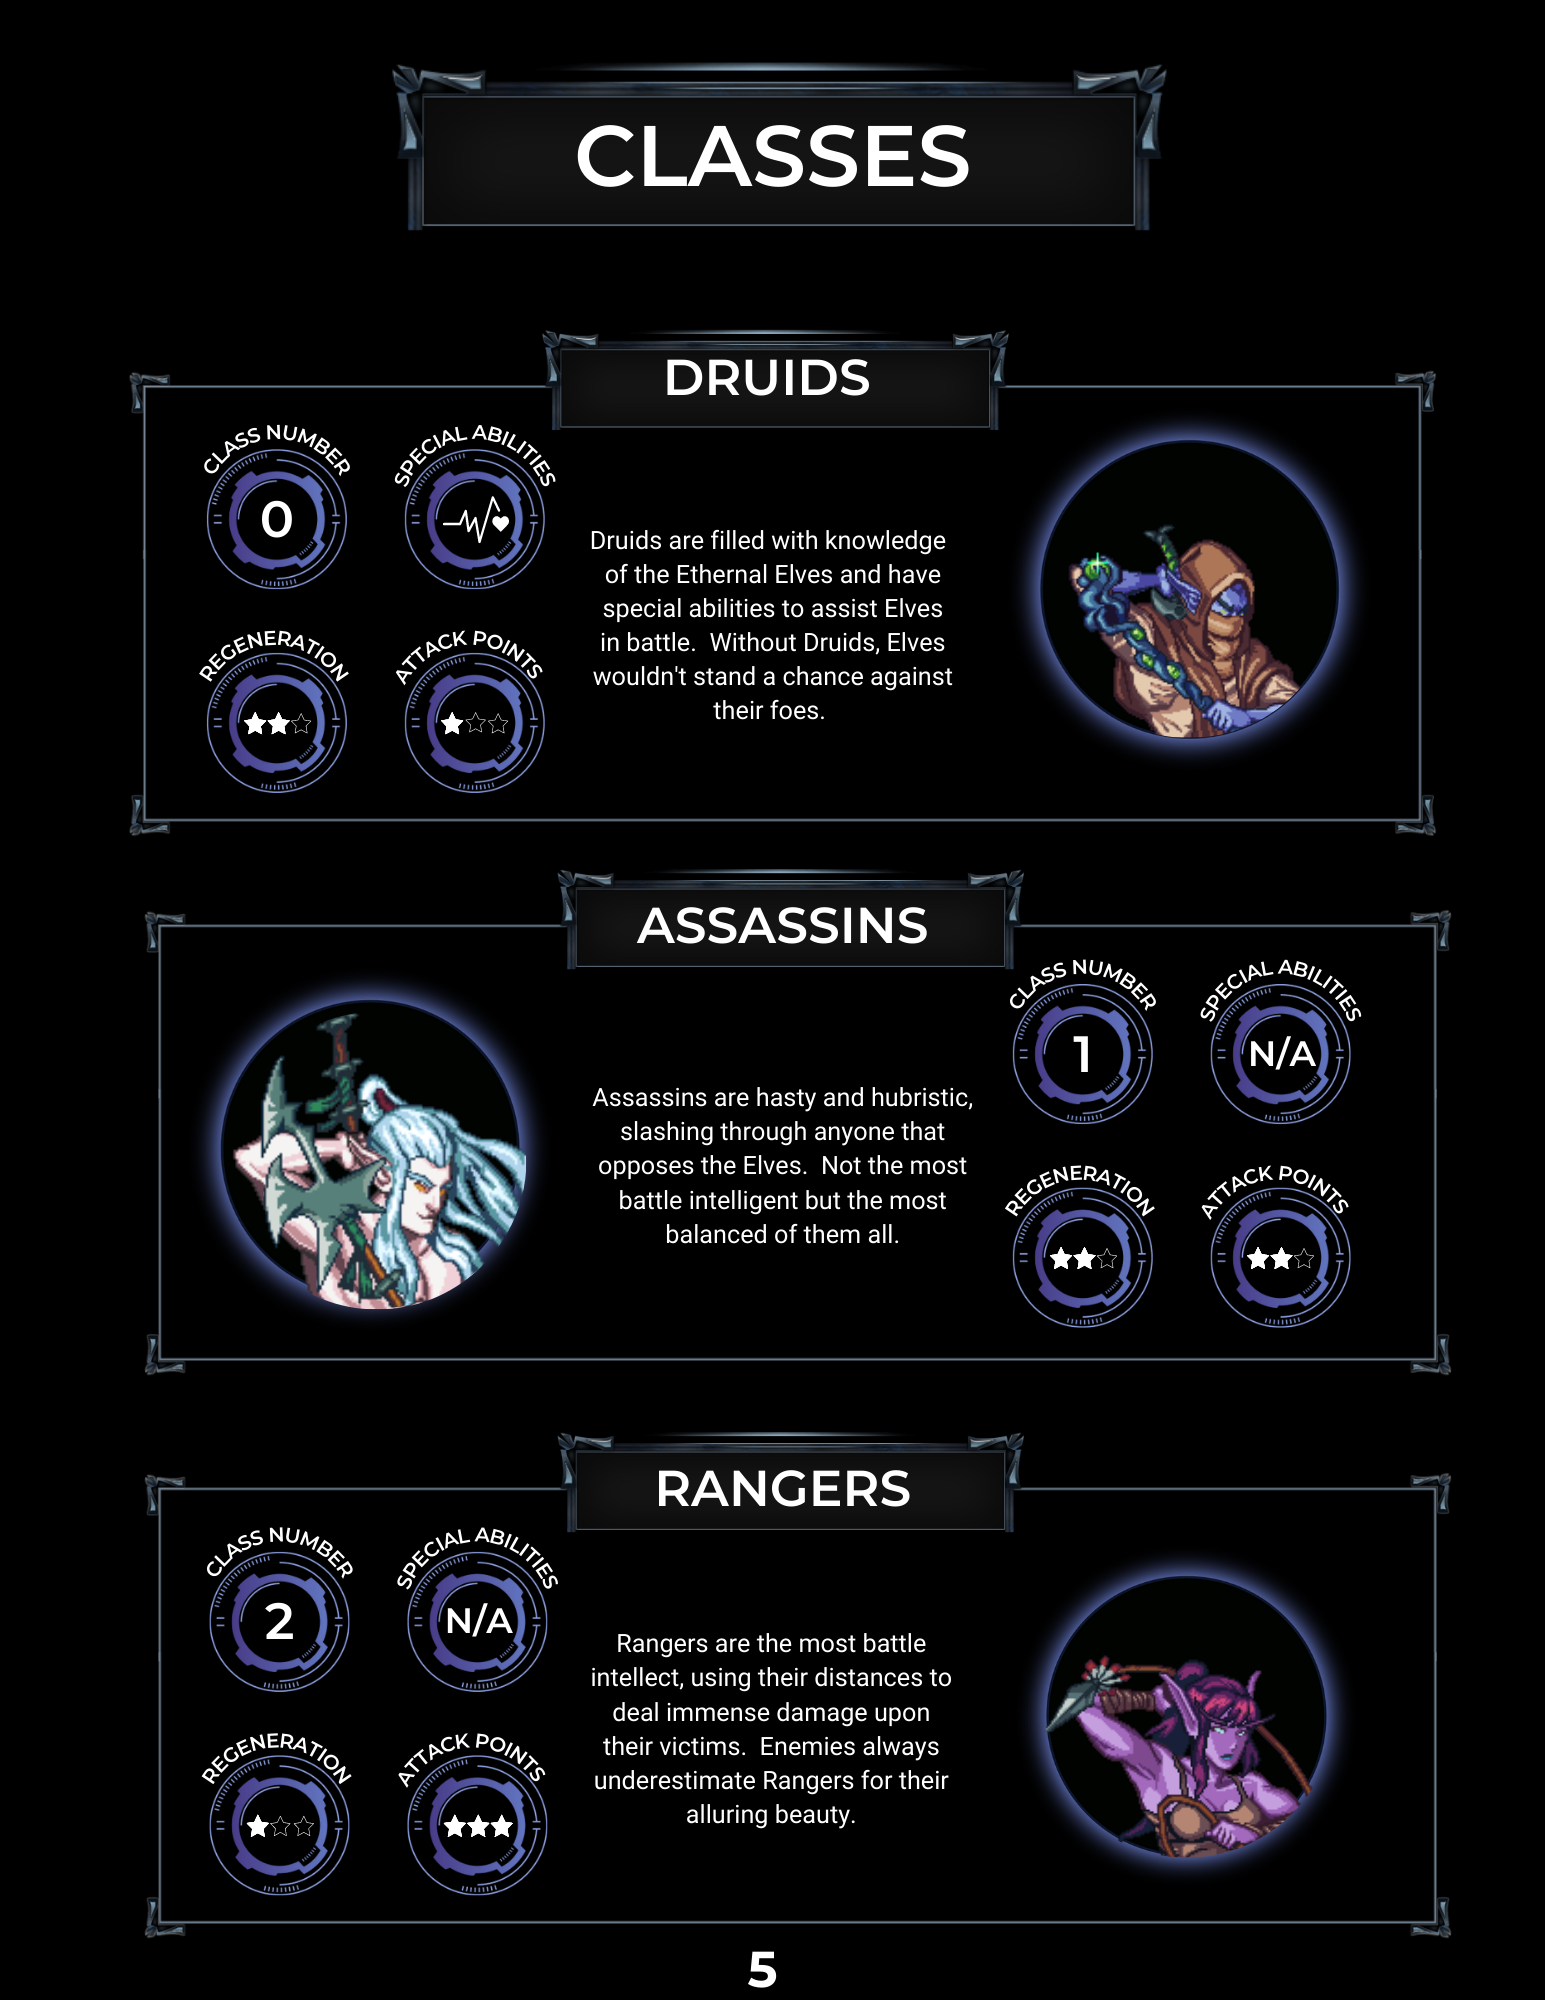 CLASSES
DRUIDS
CLASS NUMBER
0
SPECIAL ABILITIES
REGENERATION
ATTACK POINTS
Druids are filled with knowledge
of the Ethernal Elves and have
special abilities to assist Elves
in battle.  Without Druids, Elves
wouldn't stand a chance against
their foes.
ASSASSINS
Assassins are hasty and hubristic,
slashing through anyone that
opposes the Elves.  Not the most
battle intelligent but the most
balanced of them all.
CLASS NUMBER
1
SPECIAL ABILITIES
N/A
REGENERATION
ATTACK POINTS
RANGERS
CLASS NUMBER
2
SPECIAL ABILITIES
N/A
REGENERATION
ATTACK POINTS
Rangers are the most battle
intellect, using their distances to
deal immense damage upon
their victims.  Enemies always
underestimate Rangers for their
alluring beauty.
5